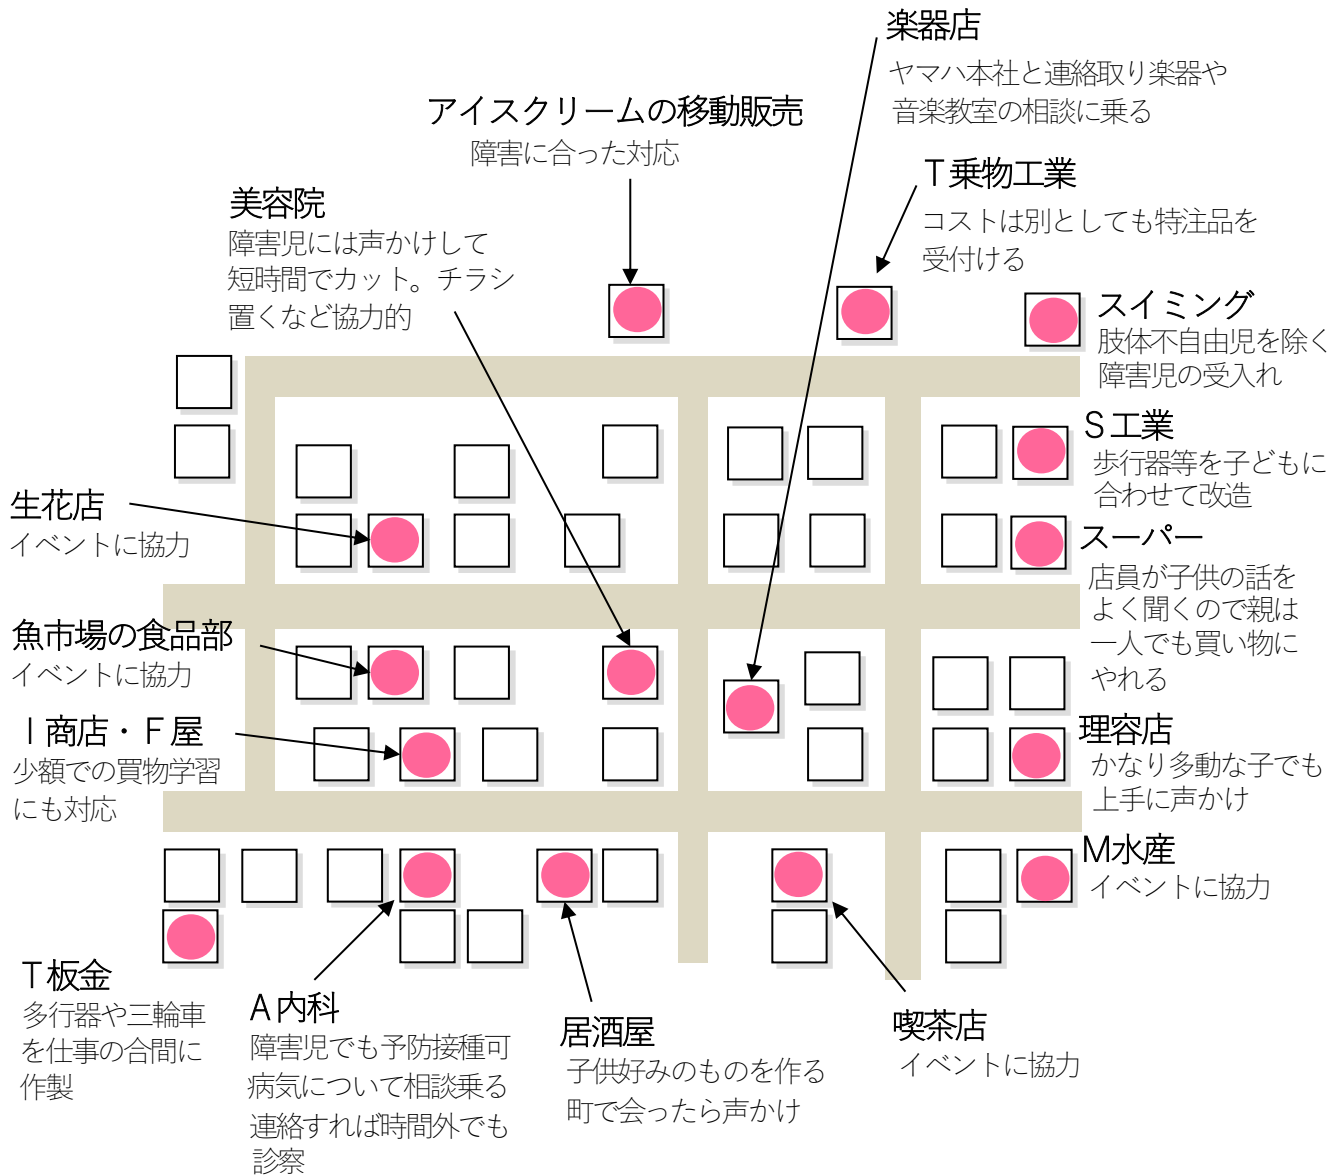 楽器店
ヤマハ本社と連絡取り楽器や
音楽教室の相談に乗る
アイスクリームの移動販売
障害に合った対応
T乗物工業
コストは別としても特注品を
受付ける
美容院
障害児には声かけして
短時間でカット。チラシ
置くなど協力的
スイミング
肢体不自由児を除く
障害児の受入れ
S工業
歩行器等を子どもに
合わせて改造
生花店
イベントに協力
スーパー
店員が子供の話を
よく聞くので親は
一人でも買い物に
やれる
魚市場の食品部
イベントに協力
I商店・F屋
少額での買物学習
にも対応
理容店
かなり多動な子でも
上手に声かけ
M水産
イベントに協力
T板金
多行器や三輪車
を仕事の合間に
作製
A内科
障害児でも予防接種可
病気について相談乗る
連絡すれば時間外でも
診察
居酒屋
子供好みのものを作る
町で会ったら声かけ
喫茶店
イベントに協力